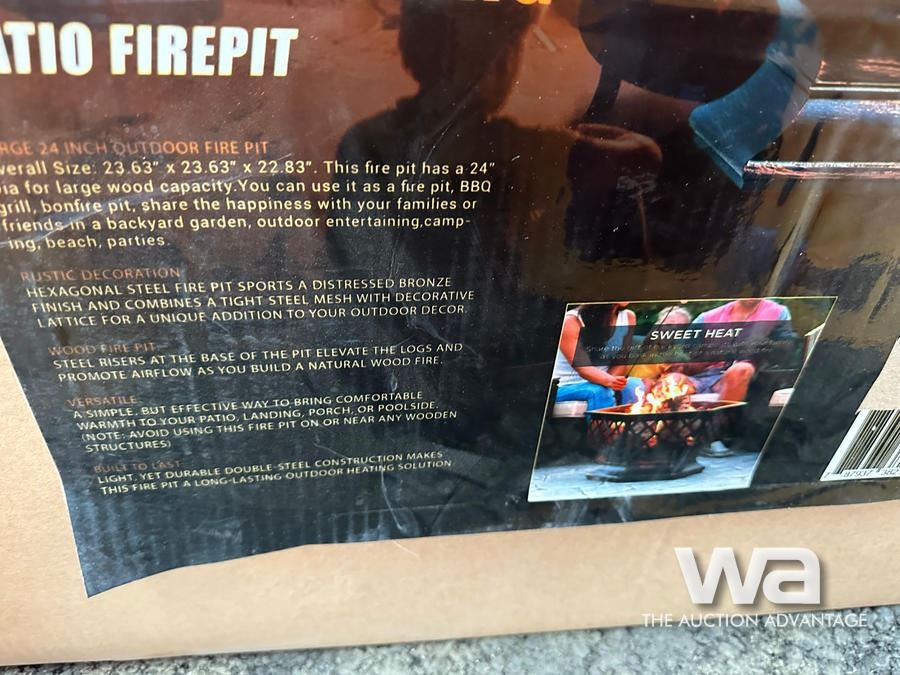 ATIO FIREPIT
RGE 24 INCH OUTDOOR FIRE PIT
verall Size: 23.63" x 23.63" x 22.83". This fire pit has a 24"
ia for large wood capacity.You can use it as a fire pit, BBQ
grill, bonfire pit, share the happiness with your families or
friends in a backyard garden, outdoor entertaining,camp-
ing, beach, parties.
RUSTIC DECORATION
HEXAGONAL STEEL FIRE PIT SPORTS A DISTRESSED BRONZE
FINISH AND COMBINES A TIGHT STEEL MESH WITH DECORATIVE
LATTICE FOR A UNIQUE ADDITION TO YOUR OUTDOOR DECOR.
WOOD FIRE PIT
STEEL RISERS AT THE BASE OF THE PIT ELEVATE THE LOGS AND
PROMOTE AIRFLOW AS YOU BUILD A NATURAL WOOD FIRE.
VERSATILE
A SIMPLE, BUT EFFECTIVE WAY TO BRING COMFORTABLE
WARMTH TO YOUR PATIO, LANDING, PORCH, OR POOLSIDE.
(NOTE: AVOID USING THIS FIRE PIT ON OR NEAR ANY WOODEN
STRUCTURES)
BUILT TO LAST
LIGHT, YET DURABLE DOUBLE-STEEL CONSTRUCTION MAKES
THIS FIRE PIT A LONG-LASTING OUTDOOR HEATING SOLUTION
SWEET HEAT
97937 382
wa
THE AUCTION ADVANTAGE